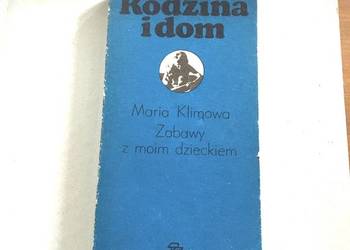 Rodzina
i dom
Maria Klimowa
Zabawy
z moim dzieckiem